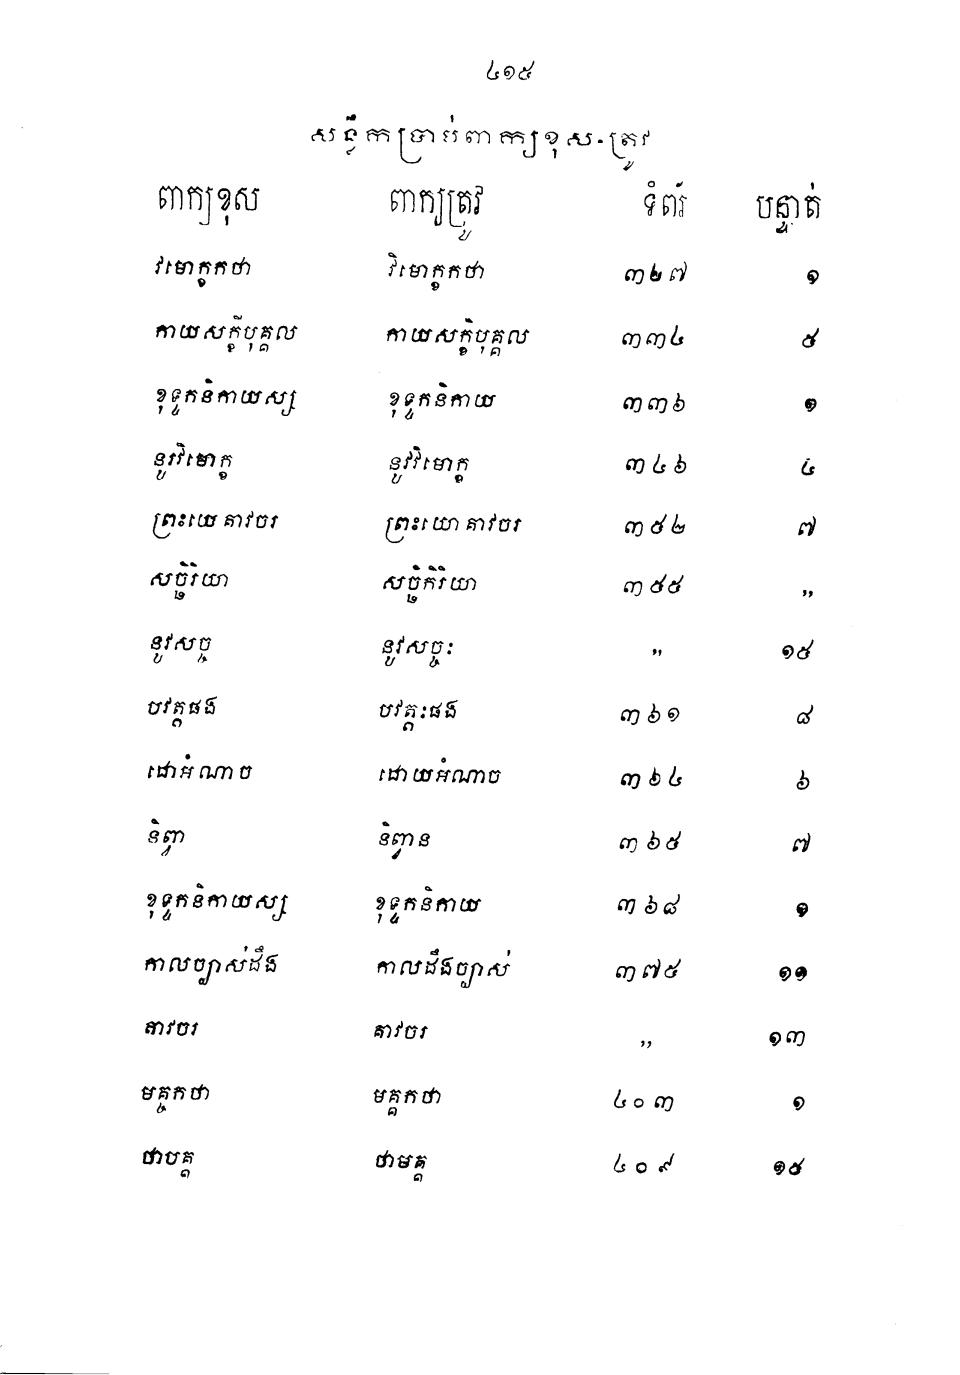 ៤១៥
សន្លឹកប្រាប់ពាក្យខុស-ត្រូវ
ពាក្យខុស ពាក្យត្រូវ ទំព័រ បន្ទាត់
វមោក្ខកថា វិមោក្ខកថា ៣២៧ ១
កាយសក្ខីបុគ្គល កាយសក្ខិបុគ្គល ៣៣៤ ៥
ខុទ្ទកនិកាយស្ស ខុទ្ទកនិកាយ ៣៣៦ ១
នូវវិមោក្ខ នូវវិមោក្ខ ៣៤៦ ៤
ព្រះយេគាវចរ ព្រះយោគាវចរ ៣៥២ ៧
សច្ឆិរិយា សច្ឆិកិរិយា ៣៥៥ ,,
នូវសច្ច នូវសច្ចៈ ,, ១៥
បវត្តផង បវត្តៈផង ៣៦១ ៨
ដោអំណាច ដោយអំណាច ៣៦៤ ៦
និព្វា និព្វាន ៣៦៥ ៧
ខុទ្ទកនិកាយស្ស ខុទ្ទកនិកាយ ៣៦៨ ១
កាលច្បាស់ដឹង កាលដឹងច្បាស់ ៣៧៥ ១១
តាវចរ គាវចរ ,, ១៣
មគ្ចកថា មគ្គកថា ៤០៣ ១
ថាបគ្គ ថាមគ្គ ៤០៩ ១៥